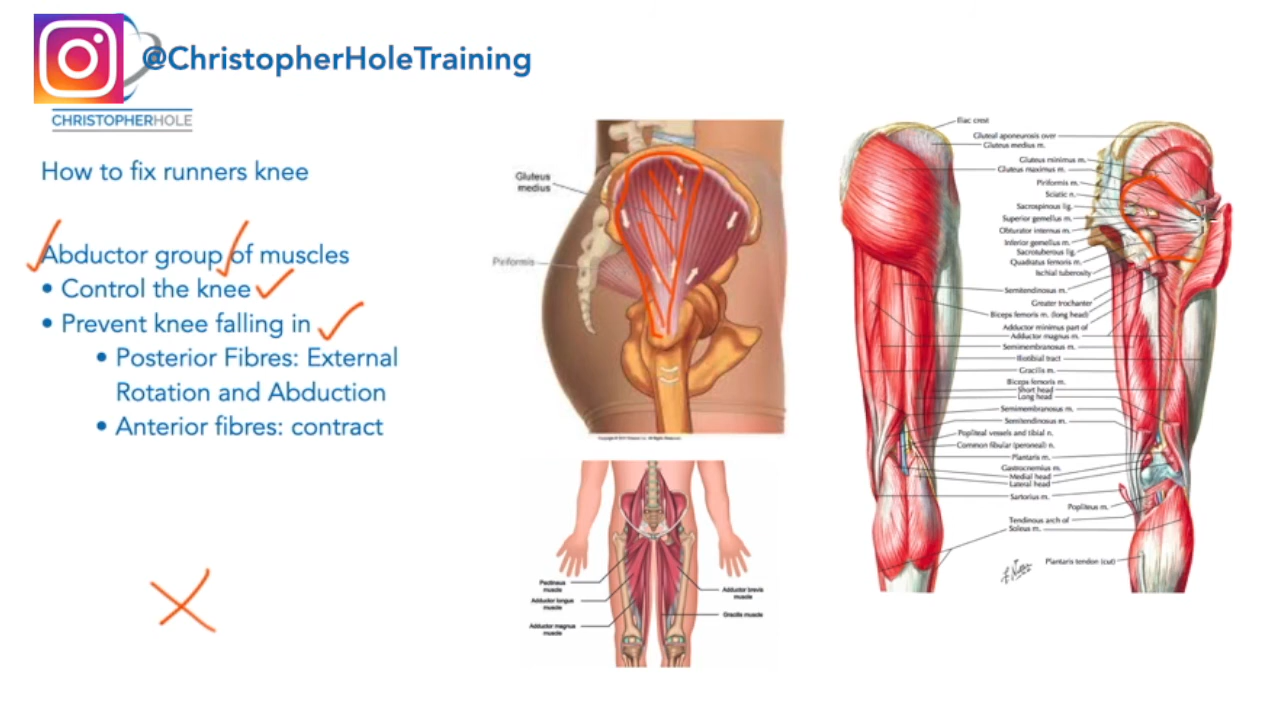 @ChristopherHoleTraining
CHRISTOPHERHOLE
How to fix runners knee
Abductor group of muscles
• Control the knee
• Prevent knee falling in
• Posterior Fibres: External
Rotation and Abduction
• Anterior fibres: contract
Gluteus
medius
Piriformis
Pectineus
muscle
Adductor longus
muscle
Adductor magnus
muscle
Adductor brevis
muscle
Gracilis muscle
Iliac crest
Gluteal aponeurosis over
Gluteus medius m.
Gluteus minimus m.
Gluteus maximus m.
Piriformis m.
Sciatic n.
Sacrospinous lig.
Superior gemellus m.
Obturator internus m.
Inferior gemellus m.
Sacrotuberous lig.
Quadratus femoris m.
Ischial tuberosity
Semitendinosus m.
Greater trochanter
Biceps femoris m. (long head)
Adductor minimus part of
Adductor magnus m.
Semimembranosus m.
Iliotibial tract
Gracilis m.
Biceps femoris m.
Short head
Long head
Semimembranosus m.
Semitendinosus m.
Popliteal vessels and tibial n.
Common fibular (peroneal) n.
Plantaris m.
Gastrocnemius m.
Medial head
Lateral head
Sartorius m.
Popliteus m.
Tendinous arch of
Soleus m.
Plantaris tendon (cut)